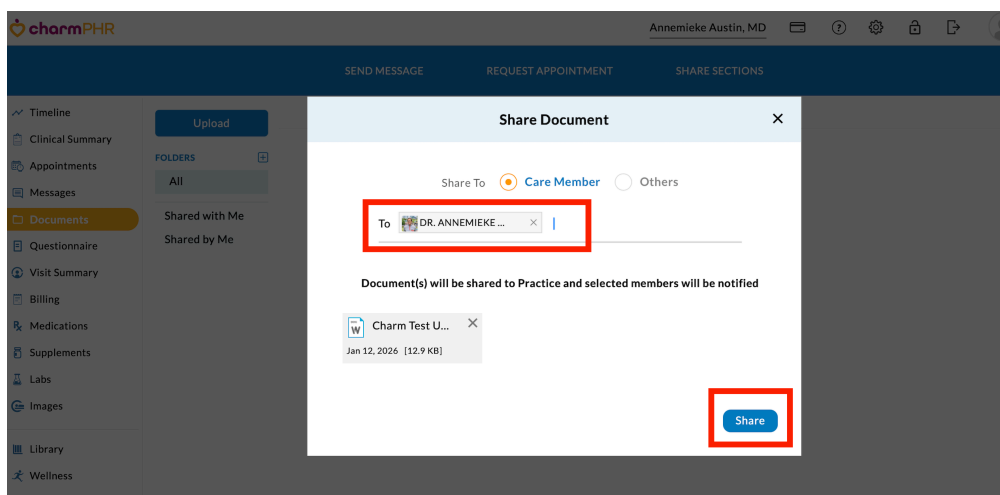 charmPHR
Annemieke Austin, MD
SEND MESSAGE
REQUEST APPOINTMENT
SHARE SECTIONS
Timeline
Clinical Summary
Appointments
Messages
Documents
Questionnaire
Visit Summary
Billing
Medications
Supplements
Labs
Images
Library
Wellness
Upload
FOLDERS
All
Shared with Me
Shared by Me
Share Document
Share To Care Member Others
To DR. ANNEMIEKE ...
Document(s) will be shared to Practice and selected members will be notified
W Charm Test U...
Jan 12, 2026 [12.9 KB]
Share